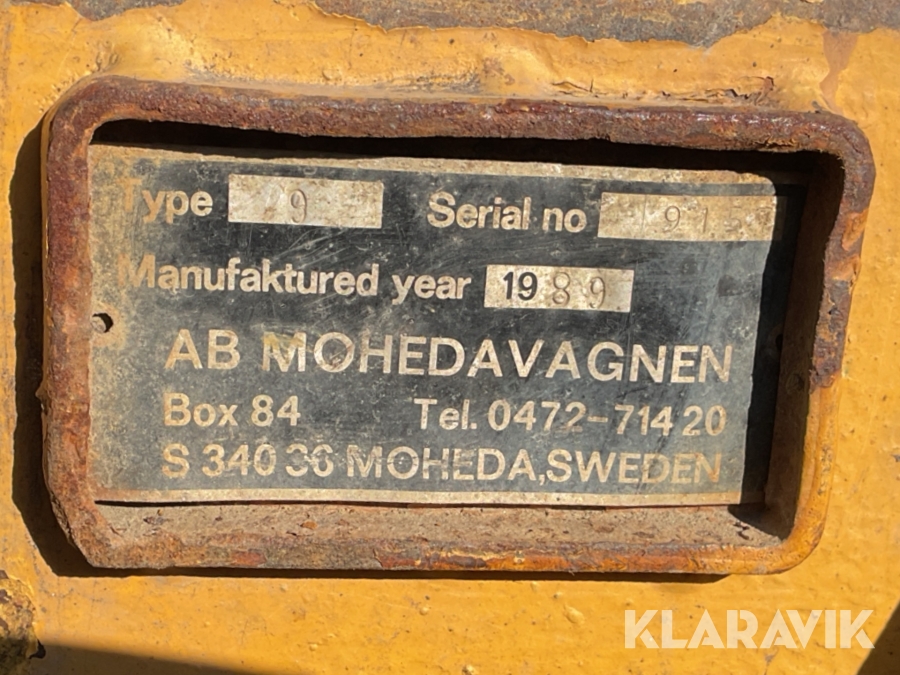 Type 9 Serial no
Manufaktured year 1989
AB MOHEDAVAGNEN
Box 84 Tel. 0472-714 20
S 340 36 MOHEDA, SWEDEN
KLARAVIK